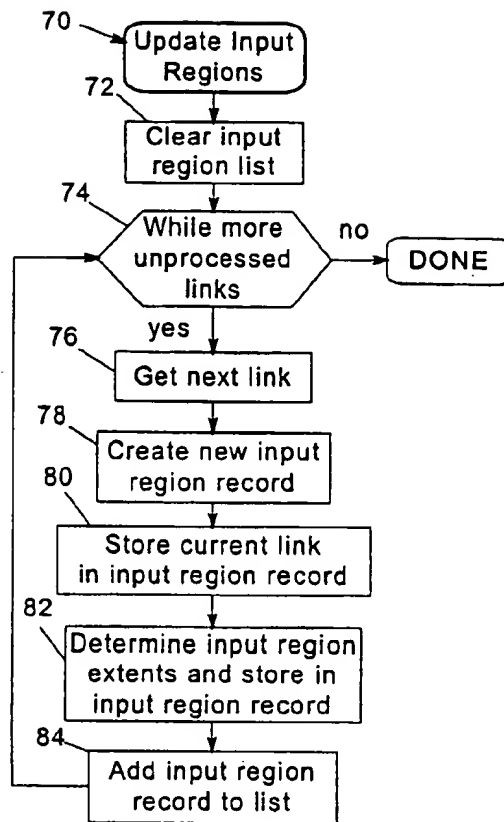 70
Update Input
Regions
72
Clear input
region list
74
While more
unprocessed
links
no
DONE
yes
76
Get next link
78
Create new input
region record
80
Store current link
in input region record
82
Determine input region
extents and store in
input region record
84
Add input region
record to list